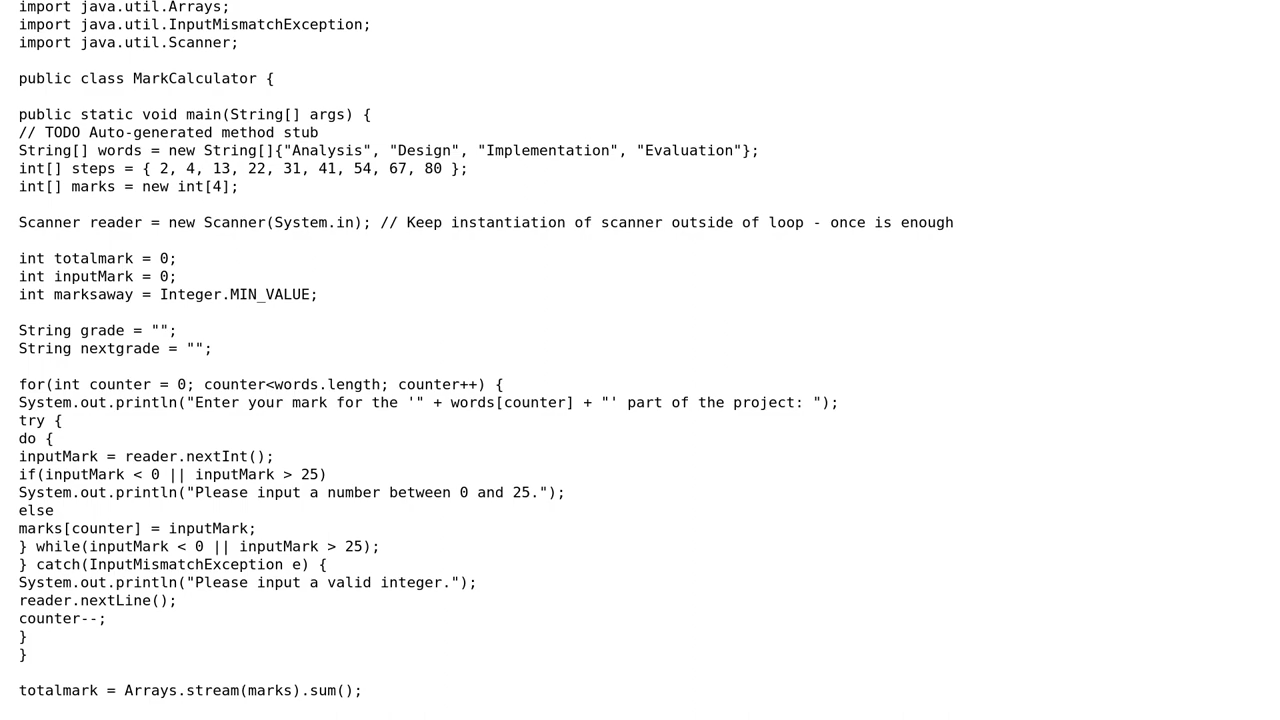 import java.util.Arrays;
import java.util.InputMismatchException;
import java.util.Scanner;
public class MarkCalculator {
public static void main(String[] args) {
// TODO Auto-generated method stub
String[] words = new String[]{"Analysis", "Design", "Implementation", "Evaluation"};
int[] steps = { 2, 4, 13, 22, 31, 41, 54, 67, 80 };
int[] marks = new int[4];
Scanner reader = new Scanner(System.in); // Keep instantiation of scanner outside of loop - once is enough
int totalmark = 0;
int inputMark = 0;
int marksaway = Integer.MIN_VALUE;
String grade = "";
String nextgrade = "";
for(int counter = 0; counter<words.length; counter++) {
System.out.println("Enter your mark for the '" + words[counter] + "' part of the project: ");
try {
do {
inputMark = reader.nextInt();
if(inputMark < 0 || inputMark > 25)
System.out.println("Please input a number between 0 and 25.");
else
marks[counter] = inputMark;
} while(inputMark < 0 || inputMark > 25);
} catch(InputMismatchException e) {
System.out.println("Please input a valid integer.");
reader.nextLine();
counter--;
}
}
totalmark = Arrays.stream(marks).sum();